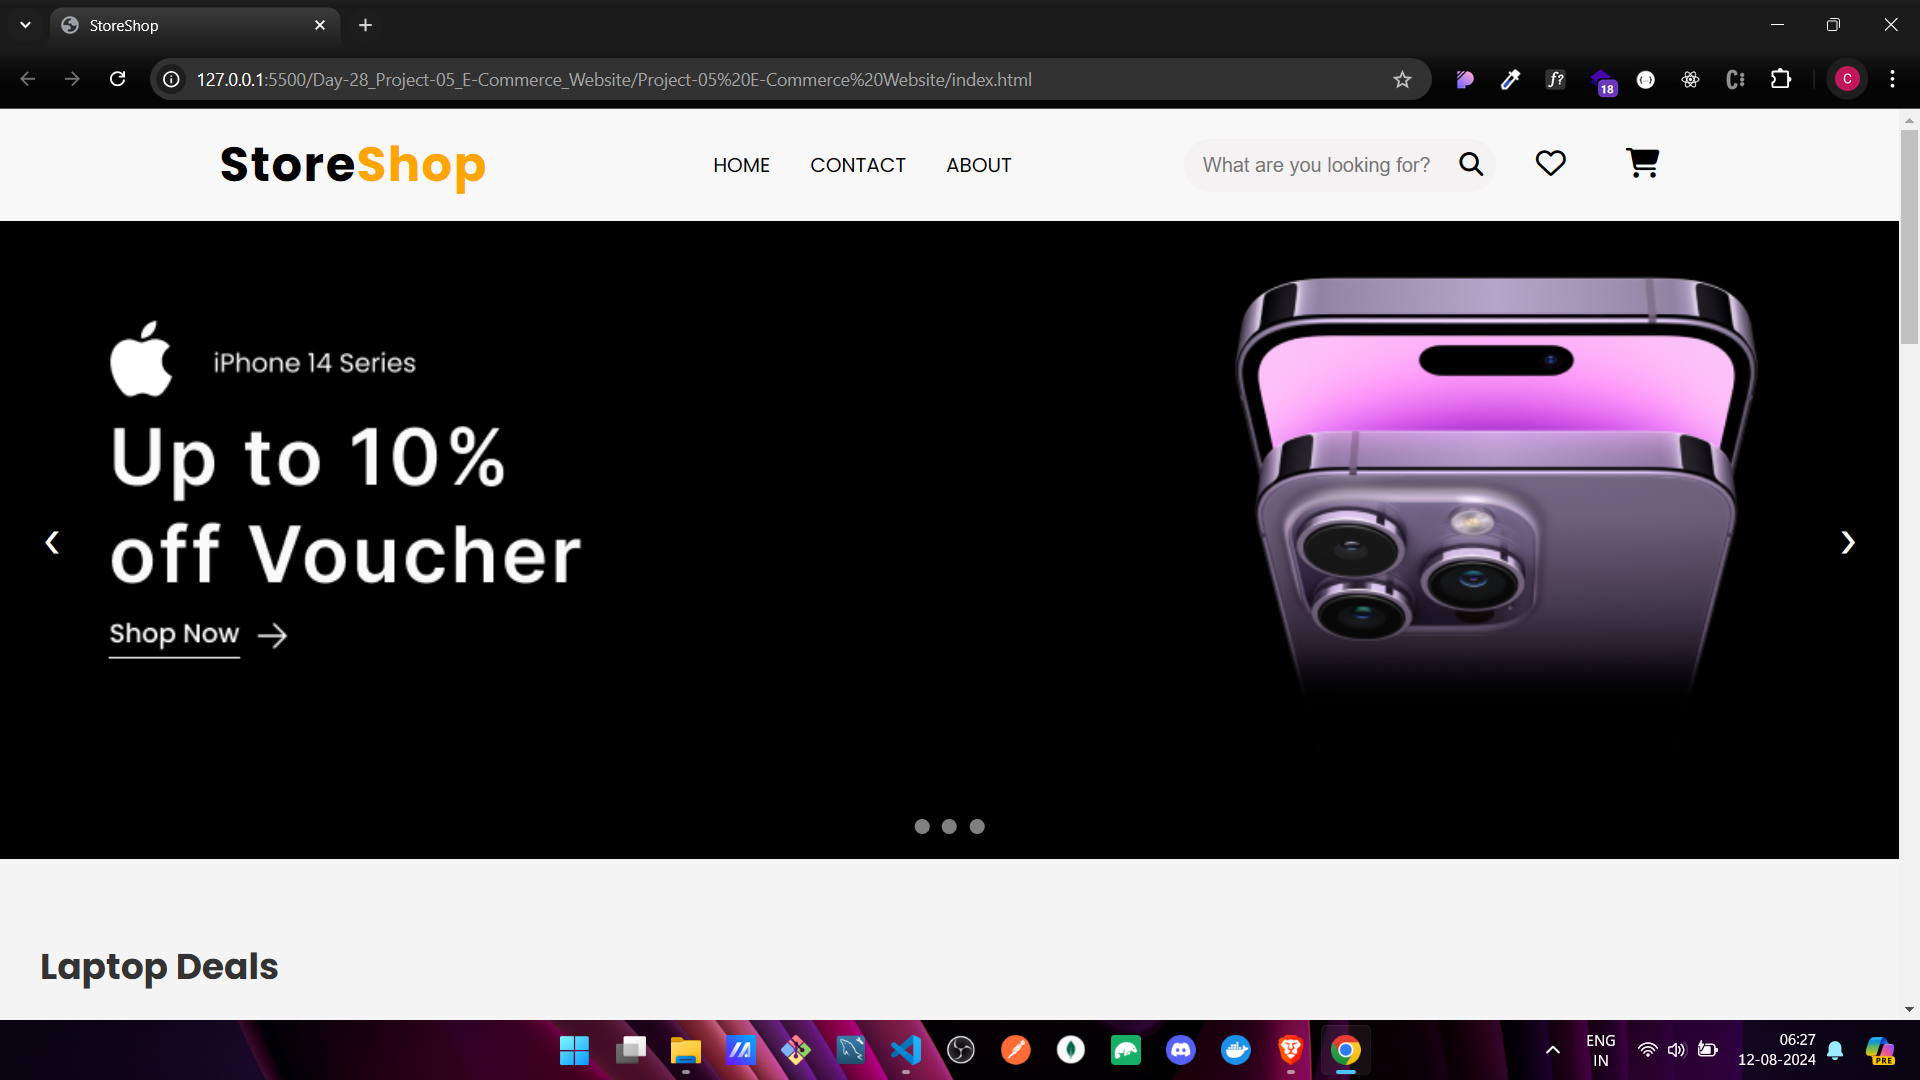 StoreShop
127.0.0.1:5500/Day-28_Project-05_E-Commerce_Website/Project-05%20E-Commerce%20Website/index.html
f?
18
C
StoreShop
HOME
CONTACT
ABOUT
What are you looking for?
iPhone 14 Series
Up to 10%
off Voucher
Shop Now
Laptop Deals
ENG
IN
06:27
12-08-2024
PRE